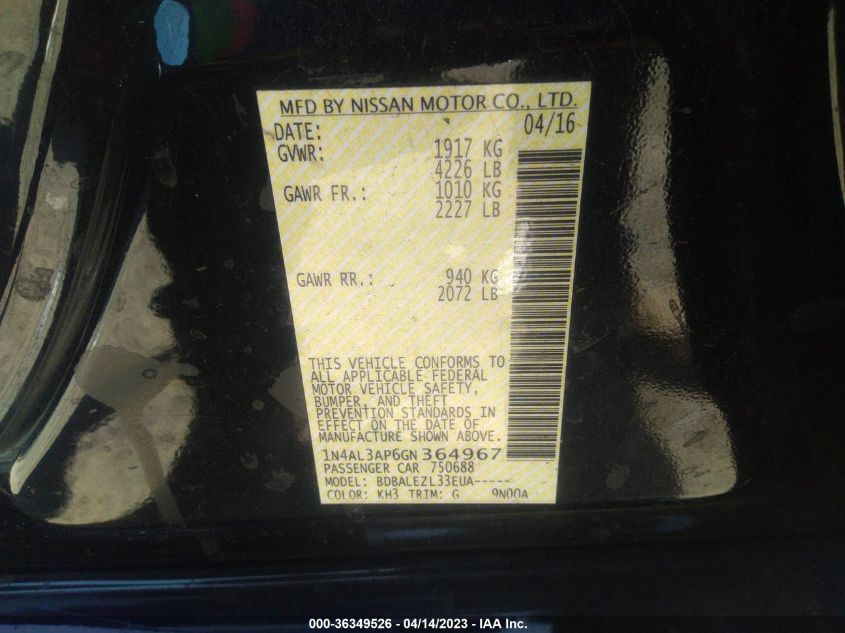 MFD BY NISSAN MOTOR CO., LTD.
DATE: 04/16
GVWR: 1917 KG
4226 LB
GAWR FR.: 1010 KG
2227 LB
GAWR RR.: 940 KG
2072 LB
THIS VEHICLE CONFORMS TO
ALL APPLICABLE FEDERAL
MOTOR VEHICLE SAFETY,
BUMPER, AND THEFT
PREVENTION STANDARDS IN
EFFECT ON THE DATE OF
MANUFACTURE SHOWN ABOVE.
1N4AL3AP6GN364967
PASSENGER CAR 750688
MODEL: BDBALEZL33EUA-----
COLOR: KH3 TRIM: G 9N00A
000-36349526 - 04/14/2023 - IAA Inc.